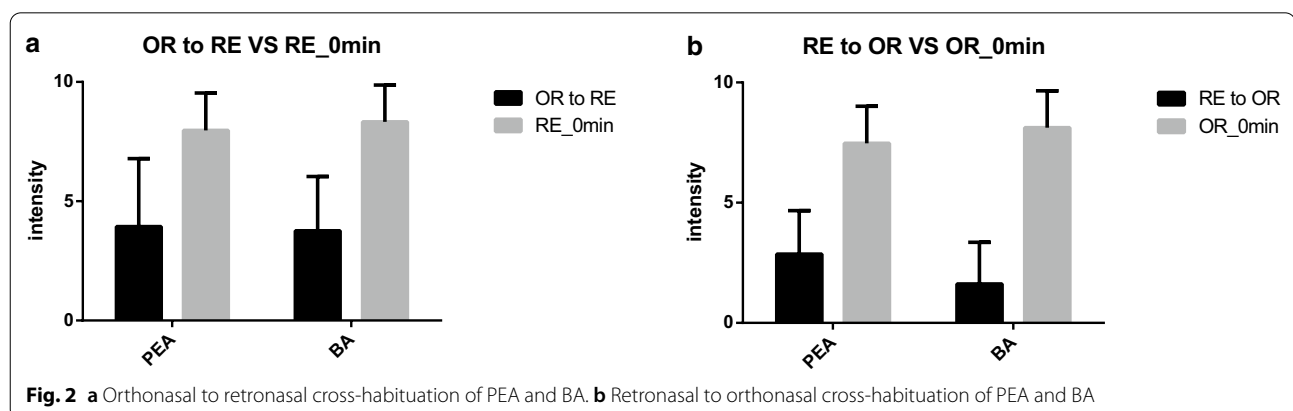 a
OR to RE VS RE_0min
10
5
0
intensity
PEA
BA
OR to RE
RE_0min
b
RE to OR VS OR_0min
10
5
0
intensity
PEA
BA
RE to OR
OR_0min
Fig. 2 a Orthonasal to retronasal cross-habituation of PEA and BA. b Retronasal to orthonasal cross-habituation of PEA and BA